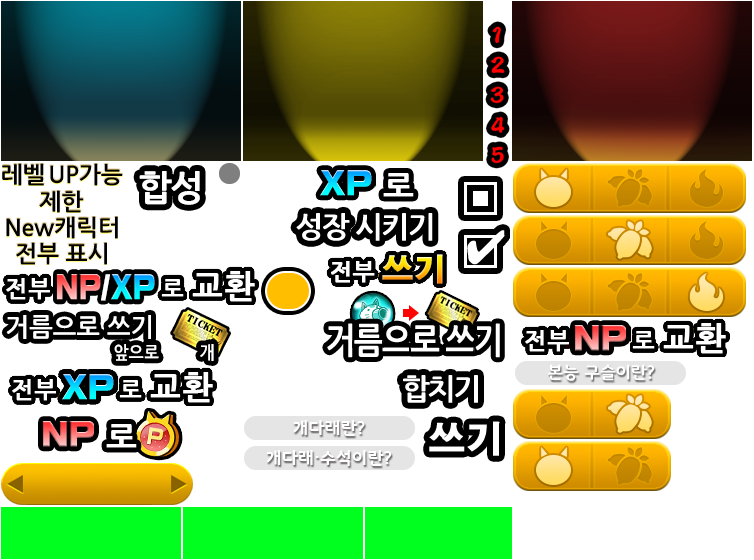 1
2
3
4
5
레벨 UP가능
제한
New캐릭터
전부 표시
합성
XP 로
성장 시키기
전부 쓰기
전부 NP/XP 로 교환
TICKET
거름으로 쓰기
TICKET
앞으로 개
거름으로 쓰기
전부 NP 로 교환
본능 구슬이란?
전부 XP 로 교환
합치기
NP 로 P
개다래란?
쓰기
개다래·수석이란?